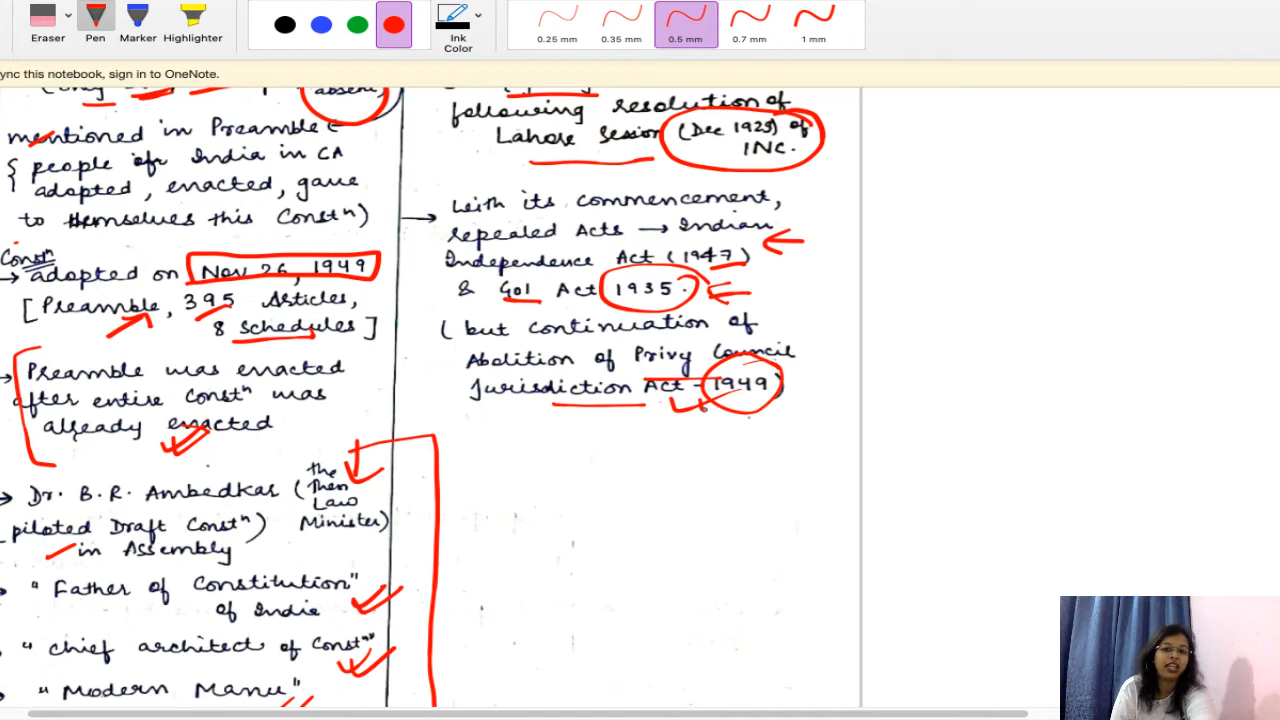 Eraser
Pen
Marker
Highlighter
Ink
Color
0.25 mm
0.35 mm
0.5 mm
0.7 mm
1 mm
ync this notebook, sign in to OneNote.
absent,
mentioned in Preamble (
{ people of India in CA
adopted, enacted, gave
to themselves this Constⁿ)
Constⁿ
→ adopted on Nov 26, 1949
[Preamble, 395 Articles,
8 schedules]
→ Preamble was enacted
after entire Constⁿ was
already enacted
→ Dr. B. R. Ambedkar (the
then
Law
Minister)
piloted Draft Constⁿ)
in Assembly
"Father of Constitution"
of India
"chief architect of Constⁿ"
"Modern Manu"
following resolution of
Lahore session (Dec 1929) of
INC.
→ With its commencement,
repealed Acts → Indian
Independence Act (1947)
& GoI Act 1935.
(but continuation of
Abolition of Privy Council
Jurisdiction Act - 1949)